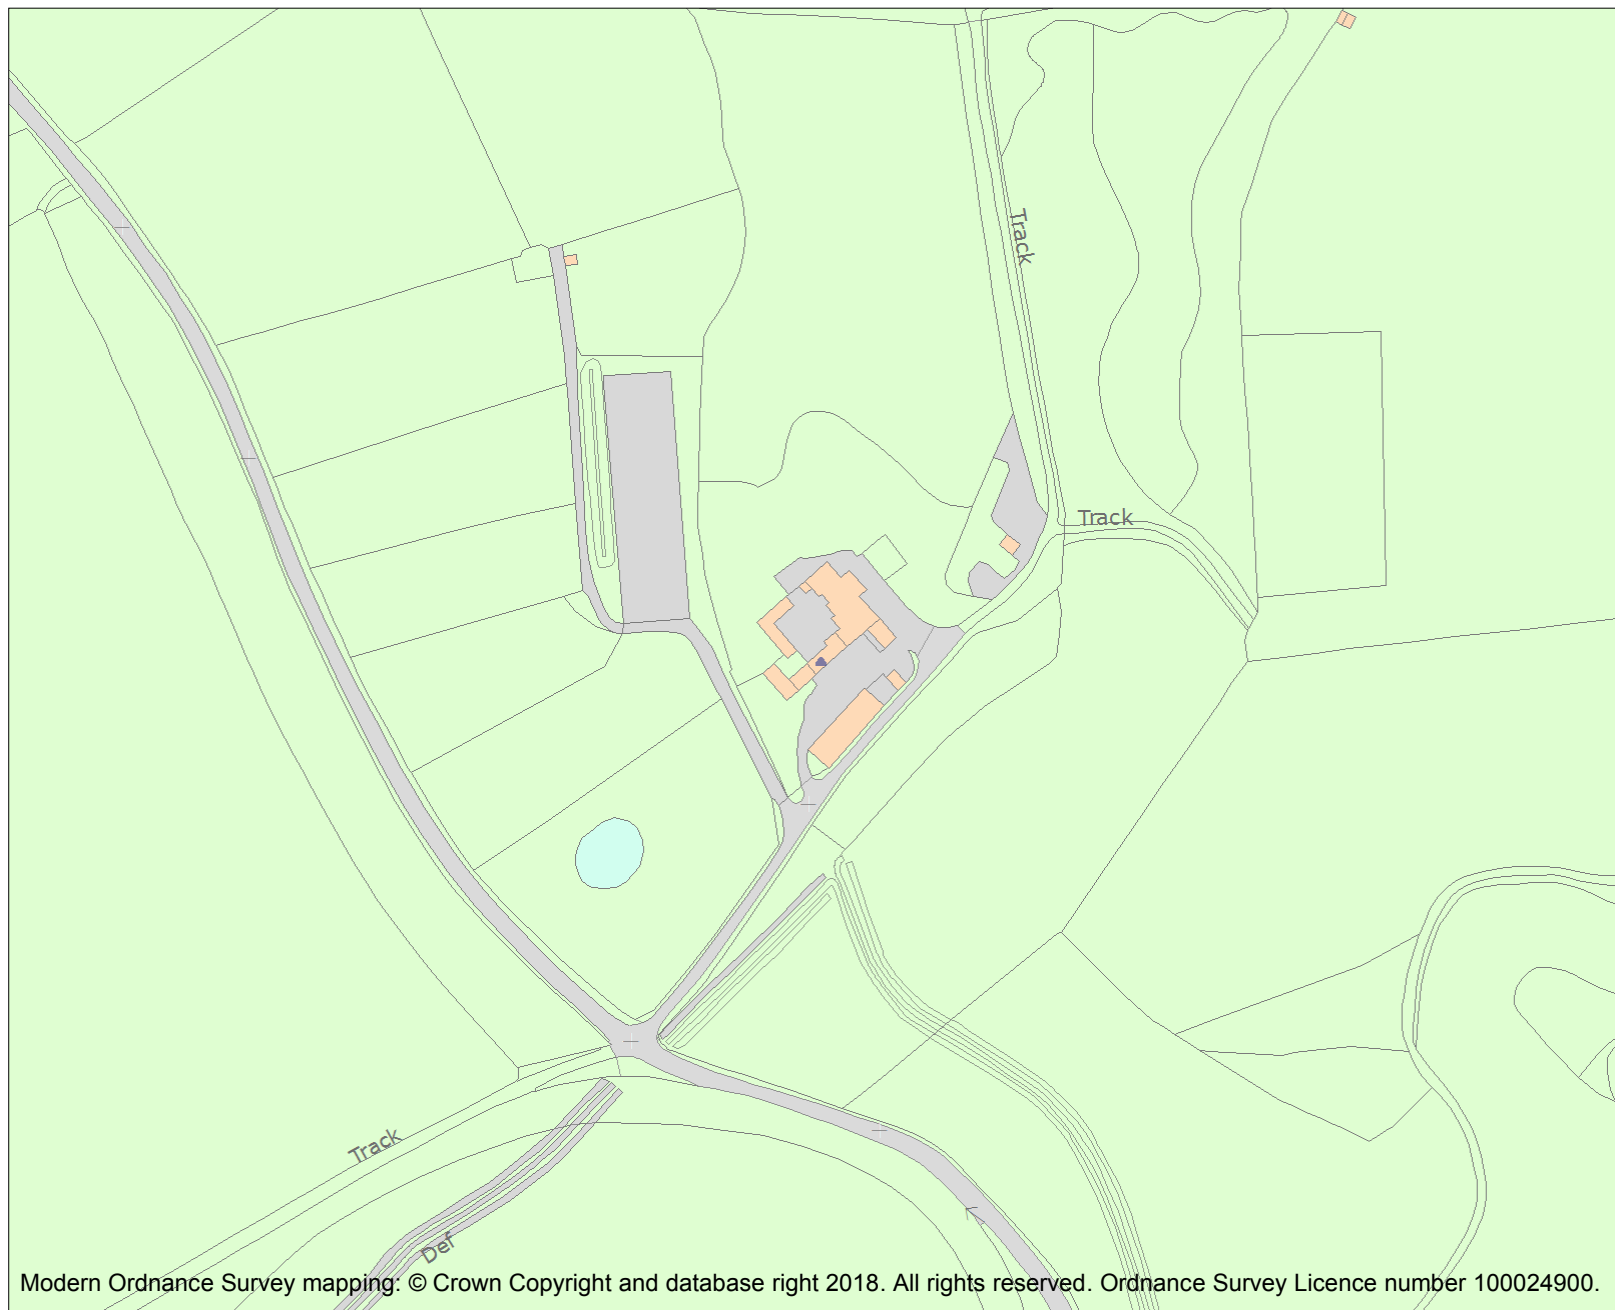 Track
Track
Track
Def
Modern Ordnance Survey mapping: © Crown Copyright and database right 2018. All rights reserved. Ordnance Survey Licence number 100024900.